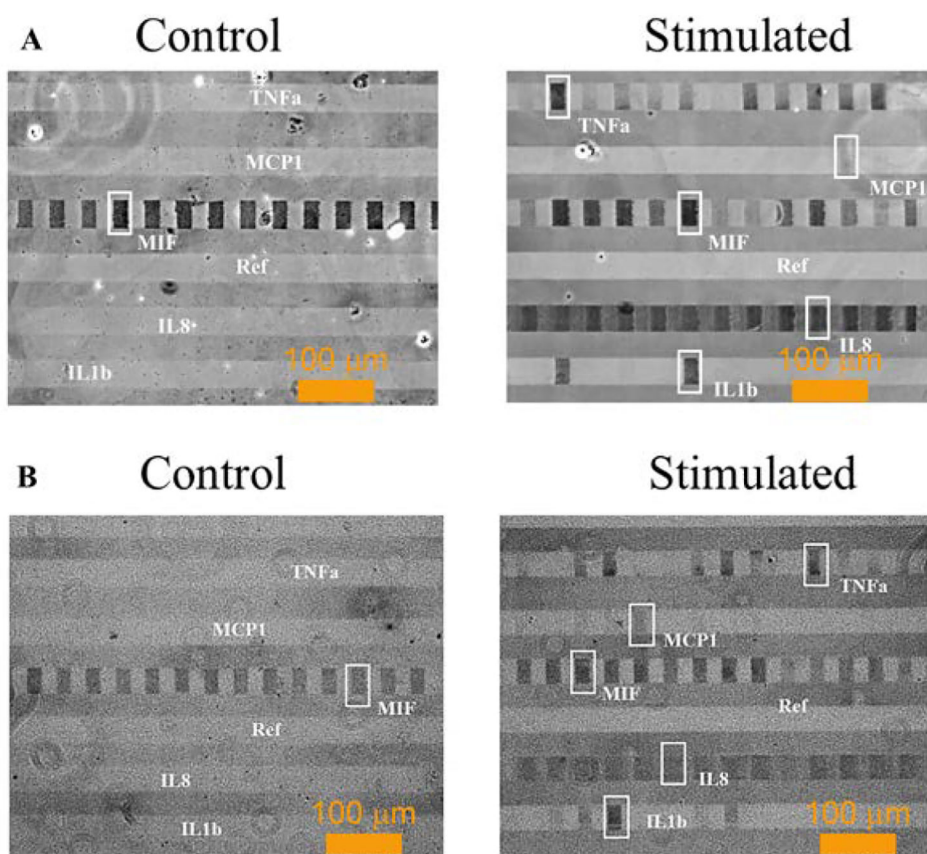 A
Control
Stimulated
TNFa
MCP1
MIF
Ref
IL8
IL1b
100 μm
TNFa
MCP1
MIF
Ref
IL8
IL1b
100 μm
B
Control
Stimulated
TNFa
MCP1
MIF
Ref
IL8
IL1b
100 μm
TNFa
MCP1
MIF
Ref
IL8
IL1b
100 μm